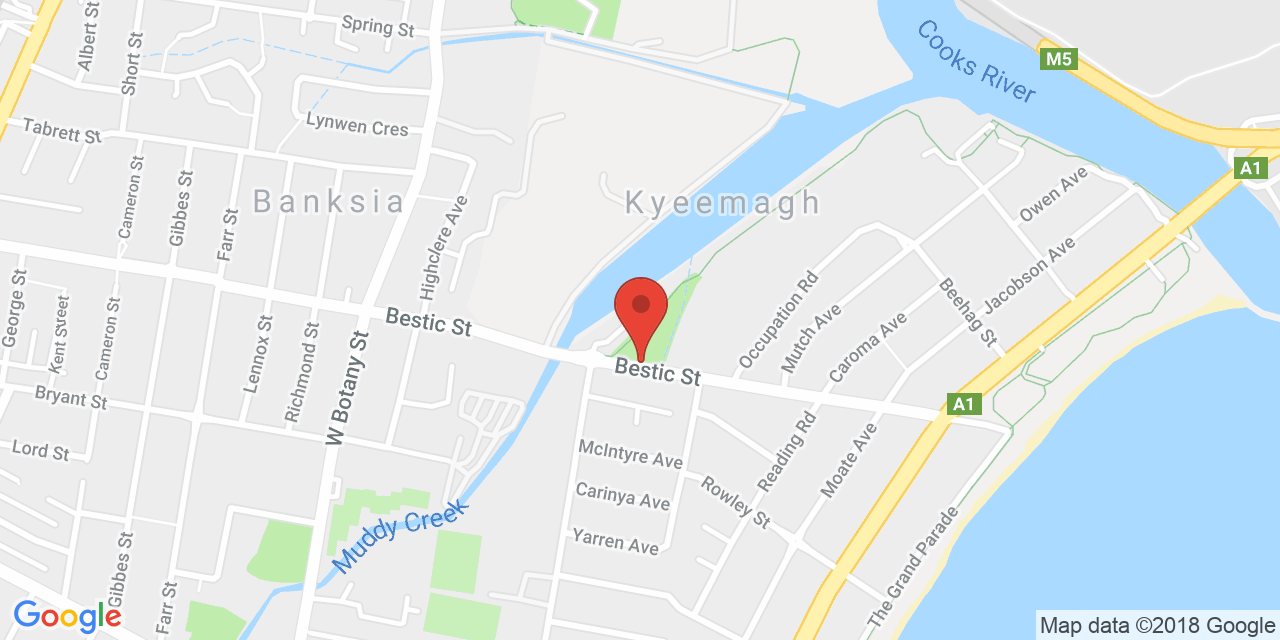 Spring St
Albert St
Short St
Cooks River
M5
Lynwen Cres
Tabrett St
A1
Cameron St
Gibbes St
Farr St
Banksia
Highclere Ave
Kyeemagh
Owen Ave
Jacobson Ave
George St
Kent Street
Cameron St
Lennox St
Richmond St
W Botany St
Bestic St
Bestic St
Occupation Rd
Mutch Ave
Caroma Ave
Beehag St
A1
Bryant St
Lord St
McIntyre Ave
Carinya Ave
Yarren Ave
Rowley St
Reading Rd
Moate Ave
Muddy Creek
The Grand Parade
Gibbes St
Farr St
Google
Map data ©2018 Google